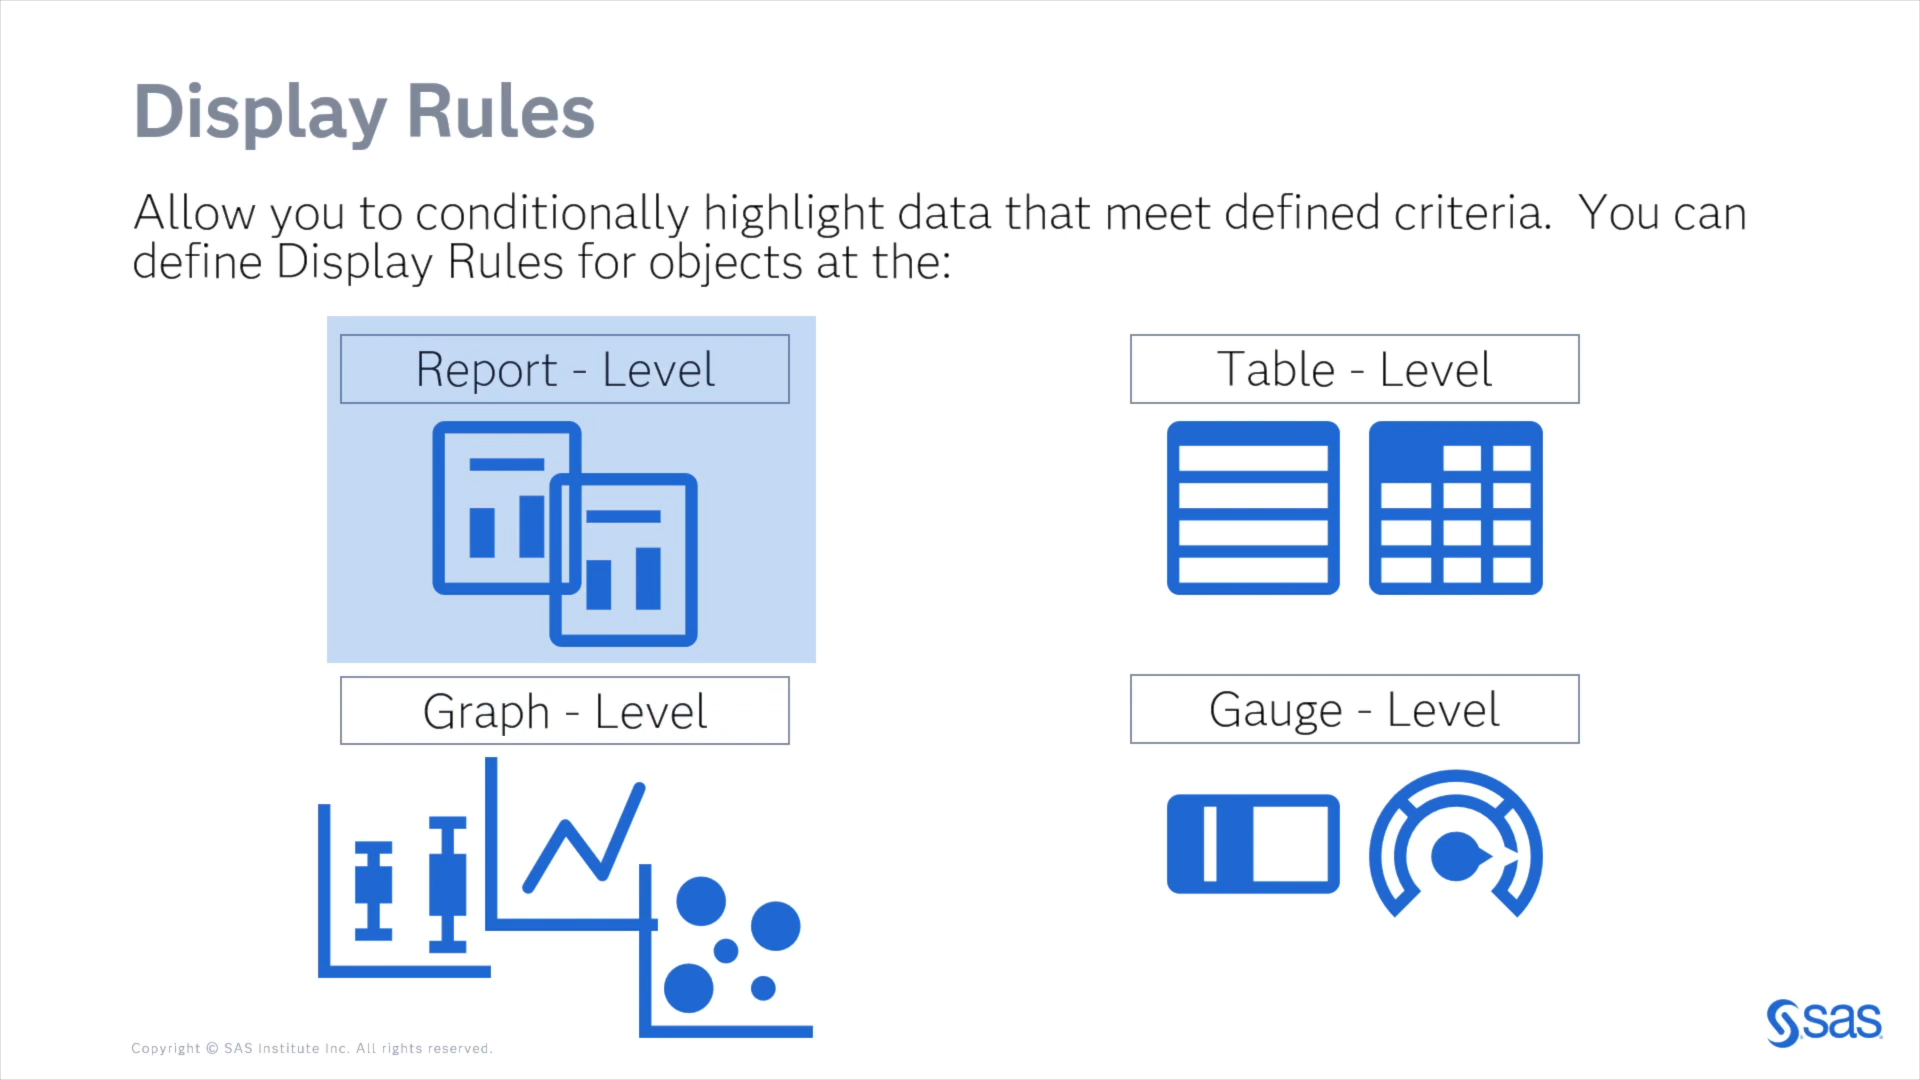 Display Rules
Allow you to conditionally highlight data that meet defined criteria.  You can
define Display Rules for objects at the:
Report - Level
Table - Level
Graph - Level
Gauge - Level
Copyright © SAS Institute Inc. All rights reserved.
sas